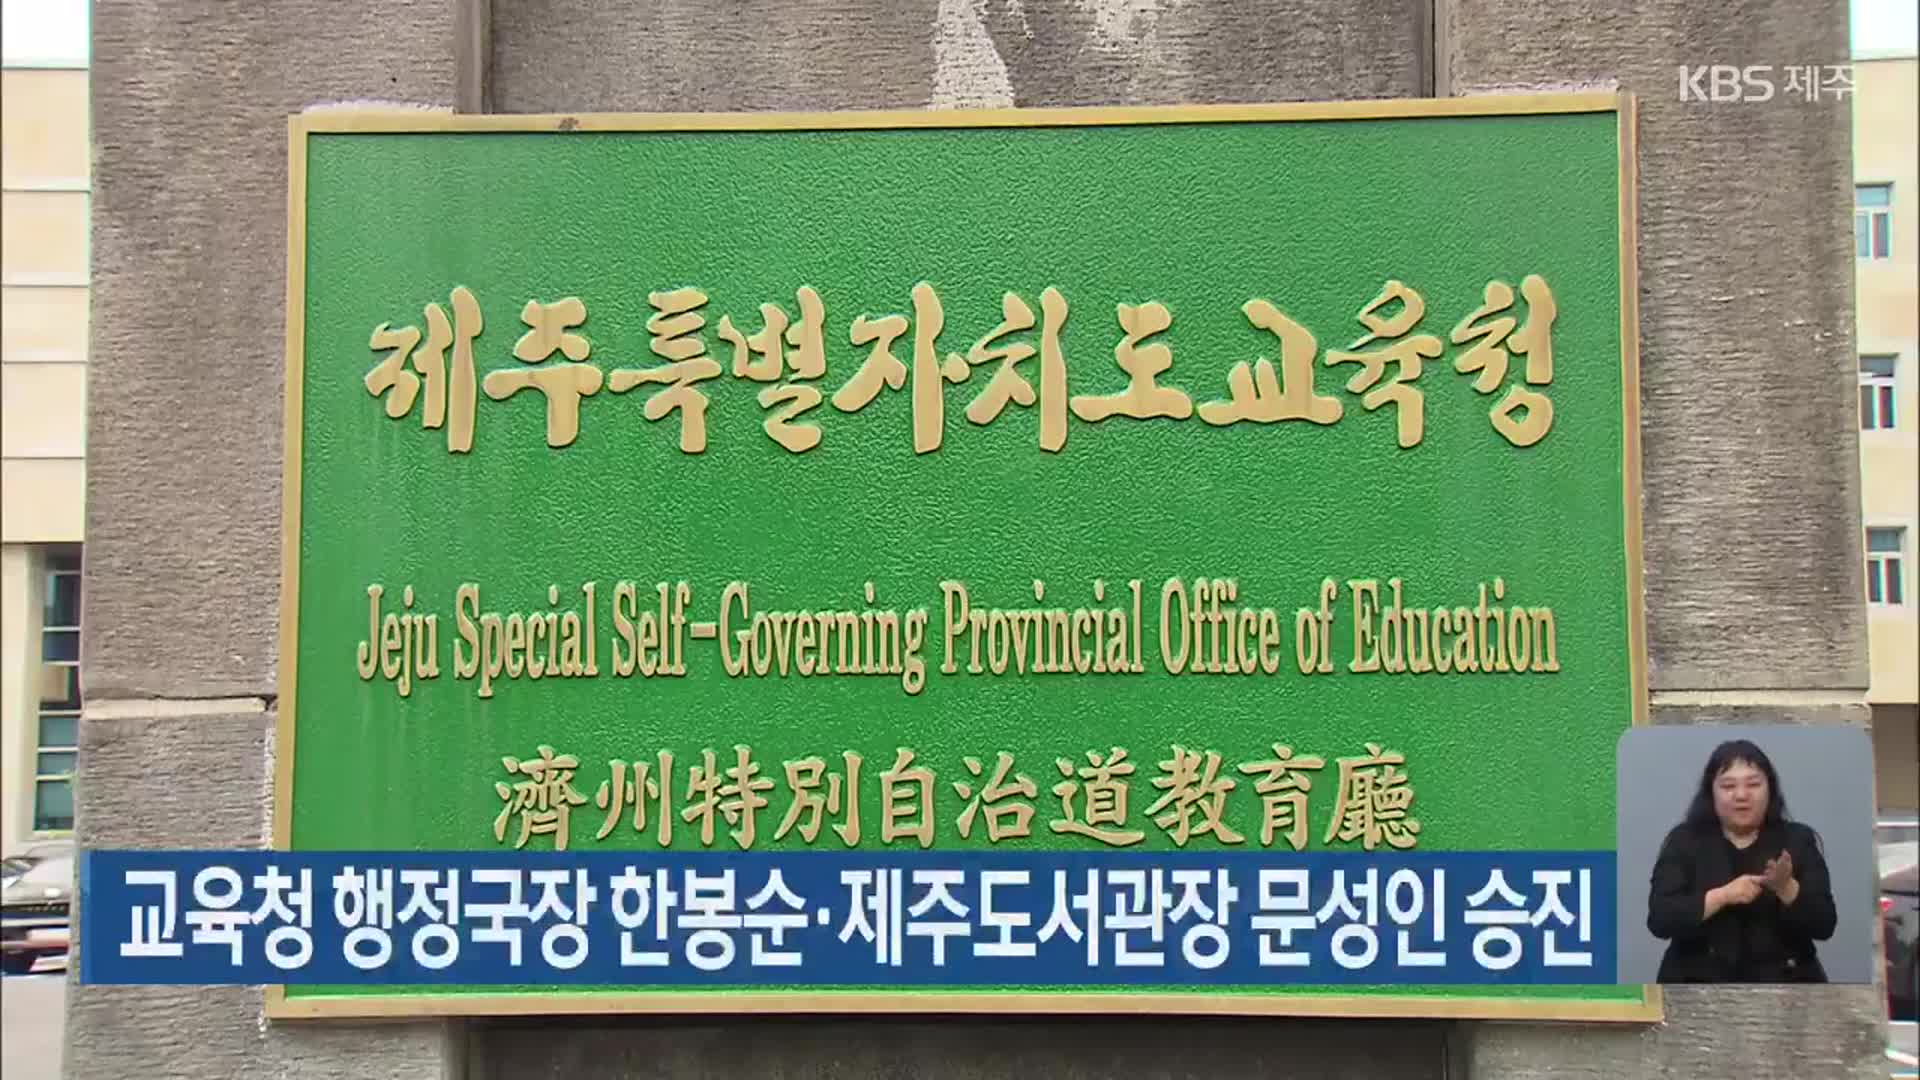 KBS 제주
제주특별자치도교육청
Jeju Special Self-Governing Provincial Office of Education
濟州特別自治道教育廳
교육청 행정국장 한봉순·제주도서관장 문성인 승진